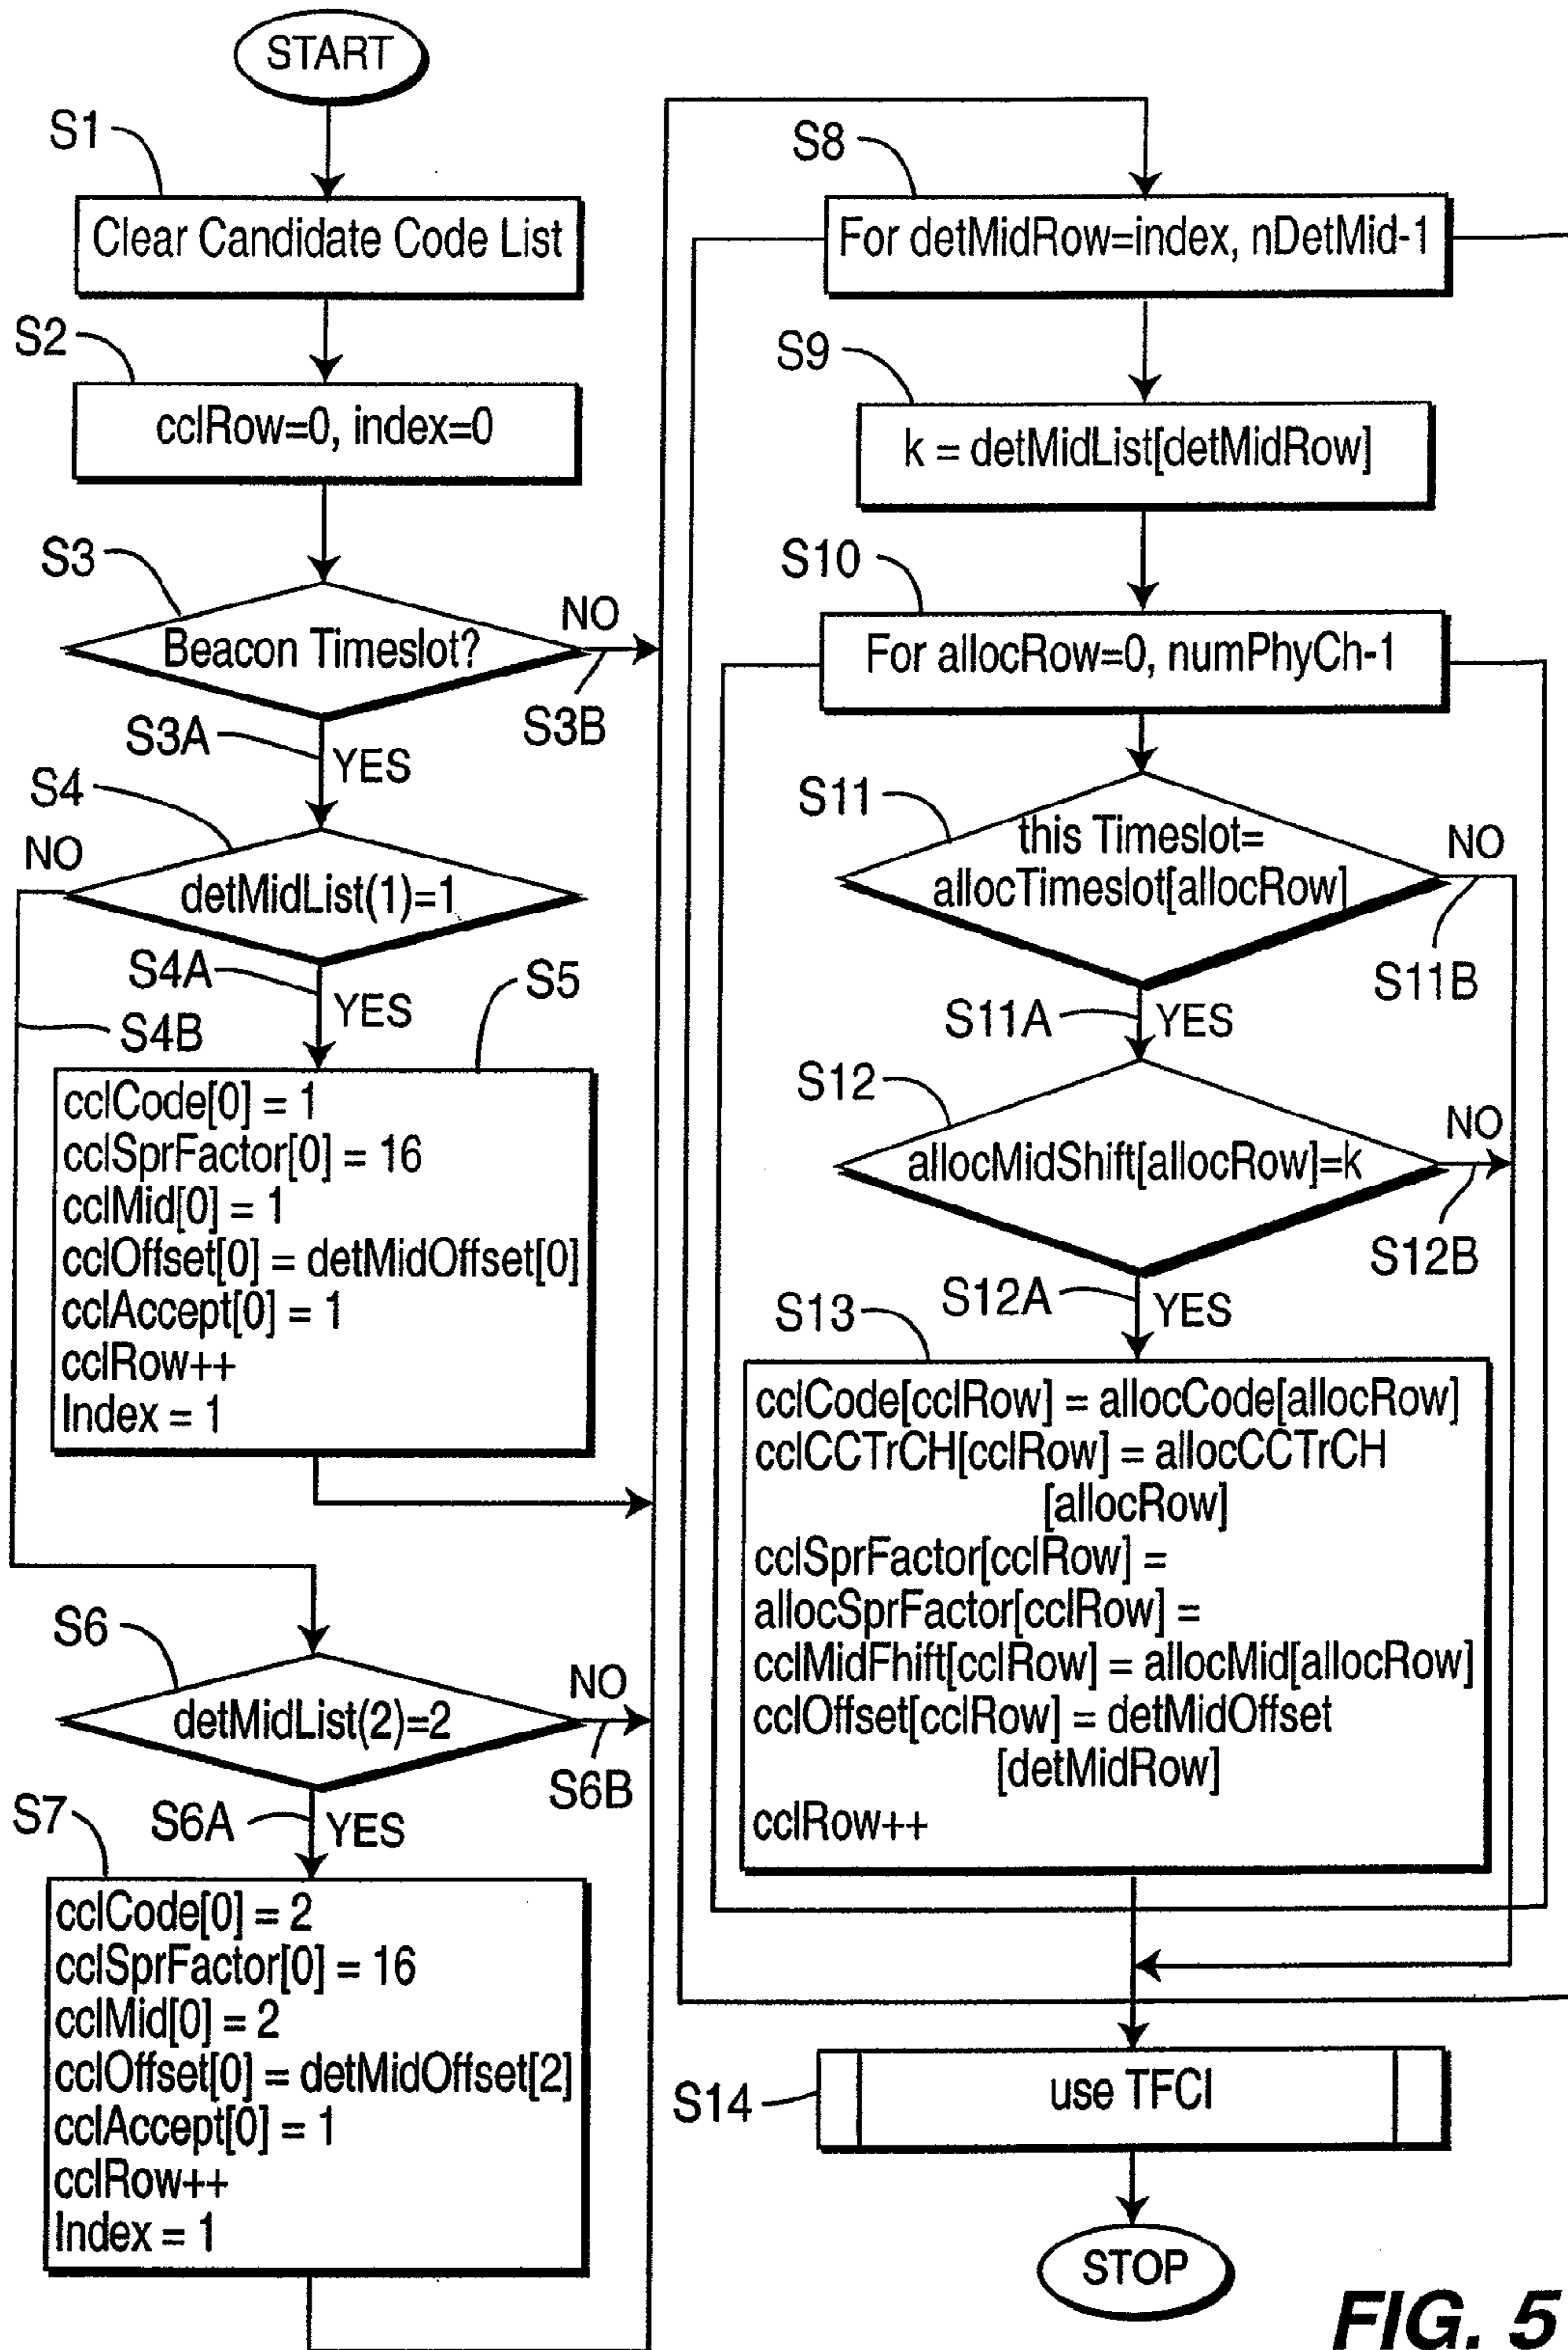 START
S1
Clear Candidate Code List
S2
cclRow=0, index=0
S3
Beacon Timeslot?
NO
S3B
S3A
YES
S4
NO
detMidList(1)=1
S4A
YES
S4B
S5
cclCode[0] = 1
cclSprFactor[0] = 16
cclMid[0] = 1
cclOffset[0] = detMidOffset[0]
cclAccept[0] = 1
cclRow++
Index = 1
S6
detMidList(2)=2
NO
S6B
S6A
YES
S7
cclCode[0] = 2
cclSprFactor[0] = 16
cclMid[0] = 2
cclOffset[0] = detMidOffset[2]
cclAccept[0] = 1
cclRow++
Index = 1
S8
For detMidRow=index, nDetMid-1
S9
k = detMidList[detMidRow]
S10
For allocRow=0, numPhyCh-1
S11
this Timeslot=
allocTimeslot[allocRow]
NO
S11B
S11A
YES
S12
allocMidShift[allocRow]=k
NO
S12B
S12A
YES
S13
cclCode[cclRow] = allocCode[allocRow]
cclCCTrCH[cclRow] = allocCCTrCH
[allocRow]
cclSprFactor[cclRow] =
allocSprFactor[cclRow] =
cclMidFhift[cclRow] = allocMid[allocRow]
cclOffset[cclRow] = detMidOffset
[detMidRow]
cclRow++
S14
use TFCI
STOP
FIG. 5